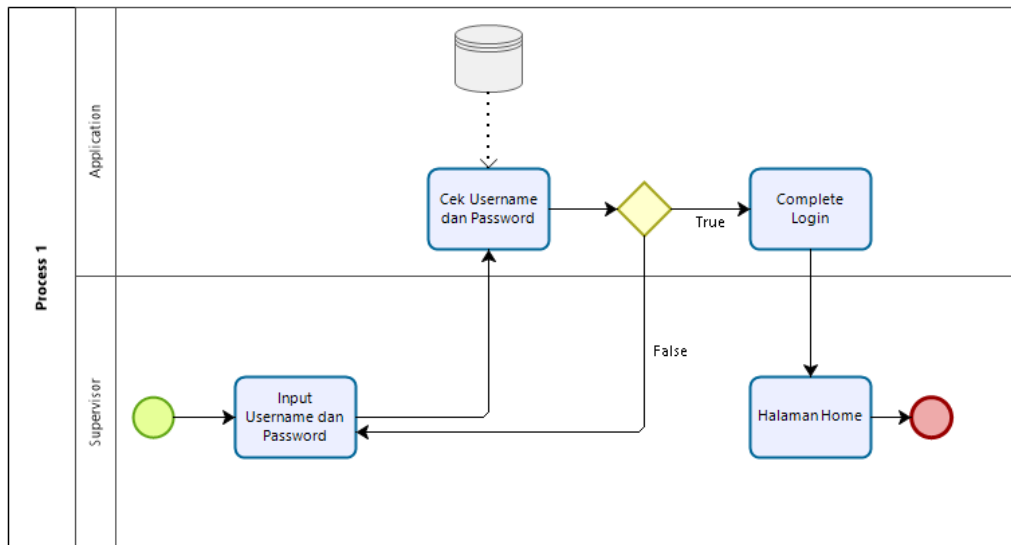 Process 1
Application
Cek Username
dan Password
True
Complete
Login
False
Supervisor
Input
Username dan
Password
Halaman Home